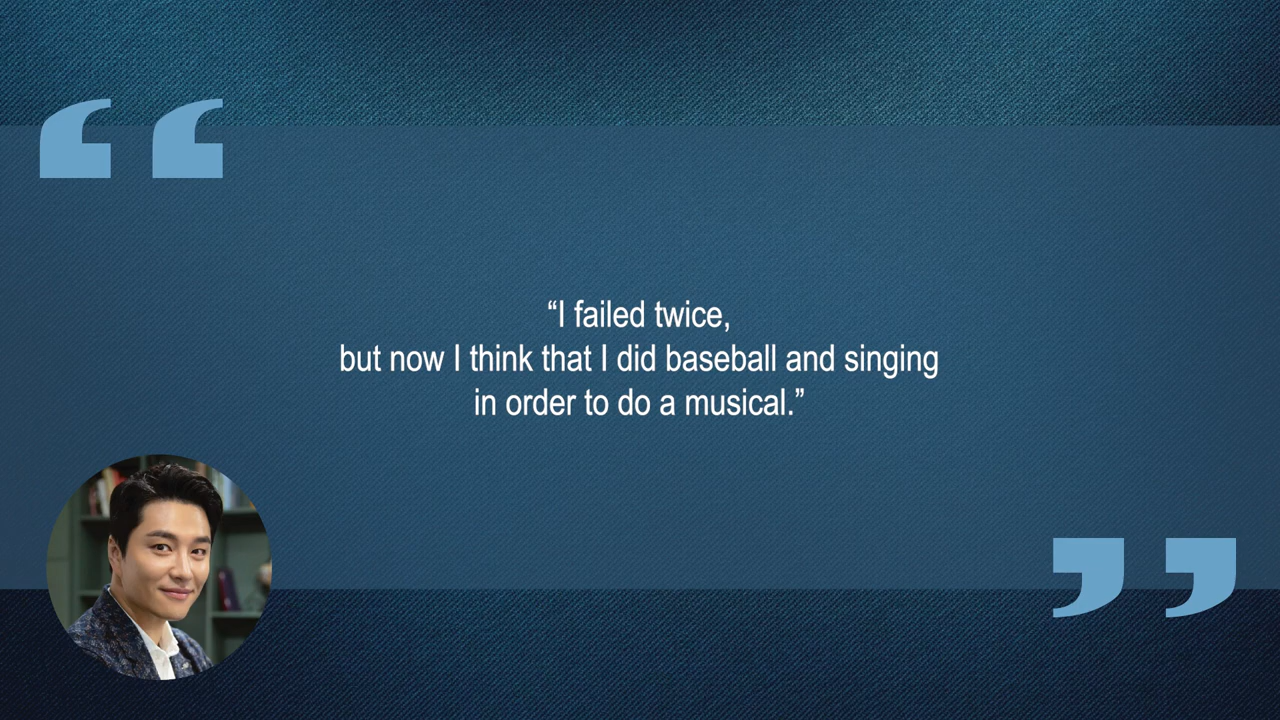 “I failed twice,
but now I think that I did baseball and singing
in order to do a musical.”